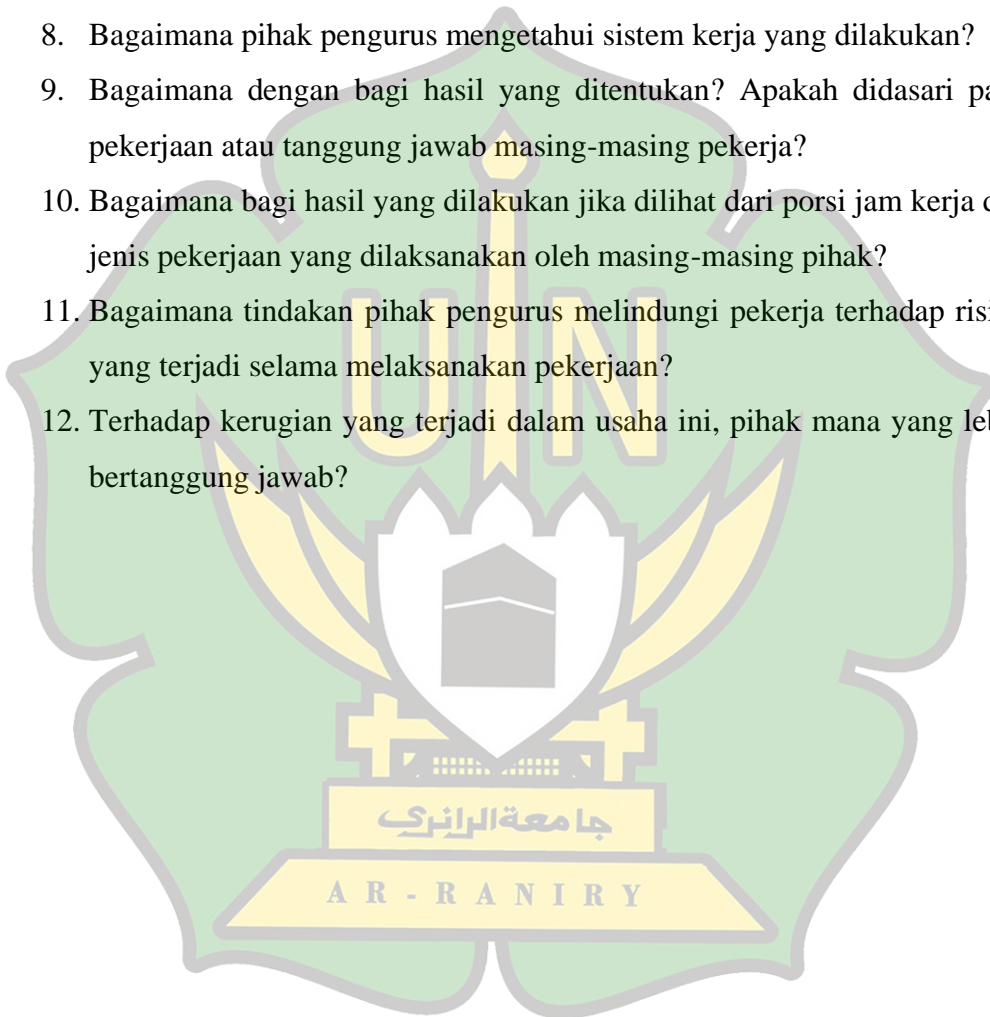 8. Bagaimana pihak pengurus mengetahui sistem kerja yang dilakukan?
9. Bagaimana dengan bagi hasil yang ditentukan? Apakah didasari
pekerjaan atau tanggung jawab masing-masing pekerja?
10. Bagaimana bagi hasil yang dilakukan jika dilihat dari porsi jam kerja
jenis pekerjaan yang dilaksanakan oleh masing-masing pihak?
11. Bagaimana tindakan pihak pengurus melindungi pekerja terhadap
yang terjadi selama melaksanakan pekerjaan?
12. Terhadap kerugian yang terjadi dalam usaha ini, pihak mana yang
bertanggung jawab?
UIN
جامعة الرانري
AR-RANIRY